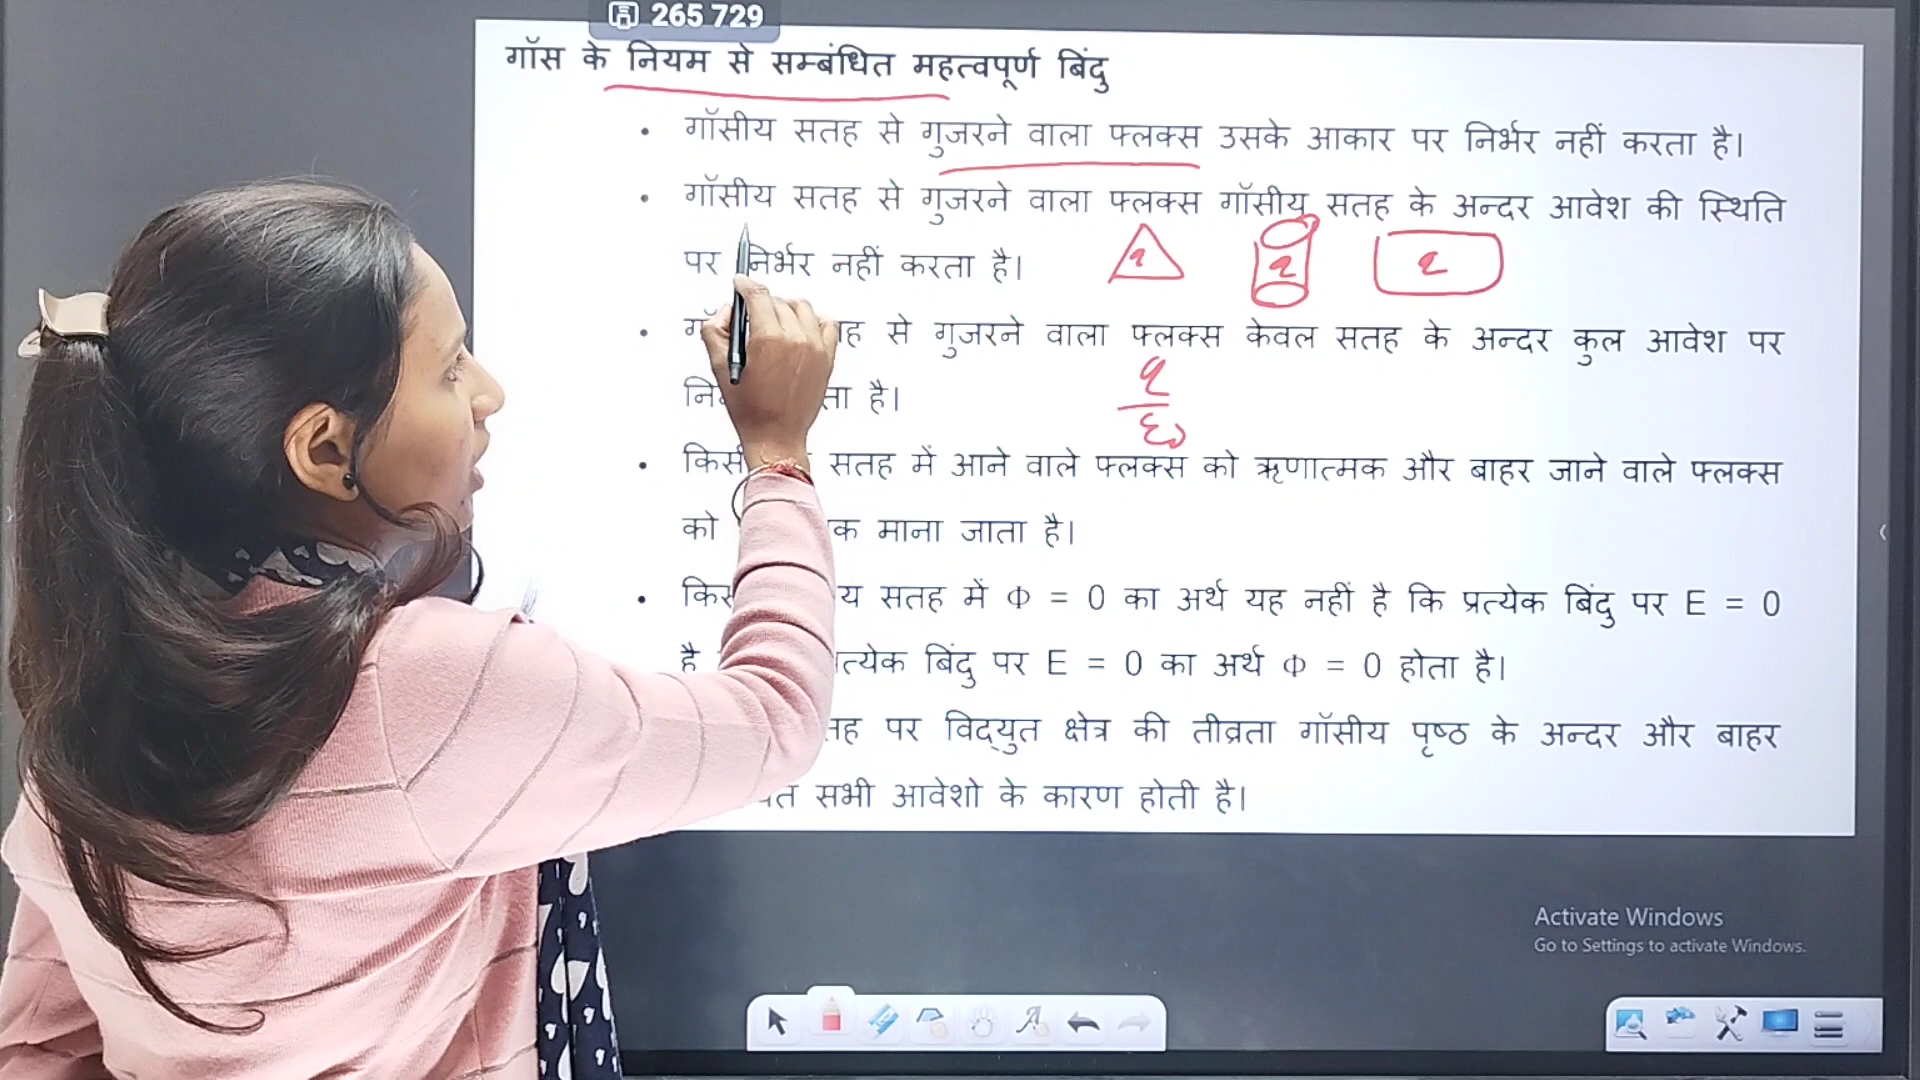 265 729
गॉस के नियम से सम्बंधित महत्वपूर्ण बिंदु
• गॉसीय सतह से गुजरने वाला फ्लक्स उसके आकार पर निर्भर नहीं करता है।
• गॉसीय सतह से गुजरने वाला फ्लक्स गॉसीय सतह के अन्दर आवेश की स्थिति
पर निर्भर नहीं करता है।
q q q
• से गुजरने वाला फ्लक्स केवल सतह के अन्दर कुल आवेश पर
है।
q
ε₀
• सतह में आने वाले फ्लक्स को ऋणात्मक और बाहर जाने वाले फ्लक्स
को माना जाता है।
• सतह में Φ = 0 का अर्थ यह नहीं है कि प्रत्येक बिंदु पर E = 0
है बिंदु पर E = 0 का अर्थ Φ = 0 होता है।
पर विद्युत क्षेत्र की तीव्रता गॉसीय पृष्ठ के अन्दर और बाहर
सभी आवेशो के कारण होती है।
Activate Windows
Go to Settings to activate Windows.